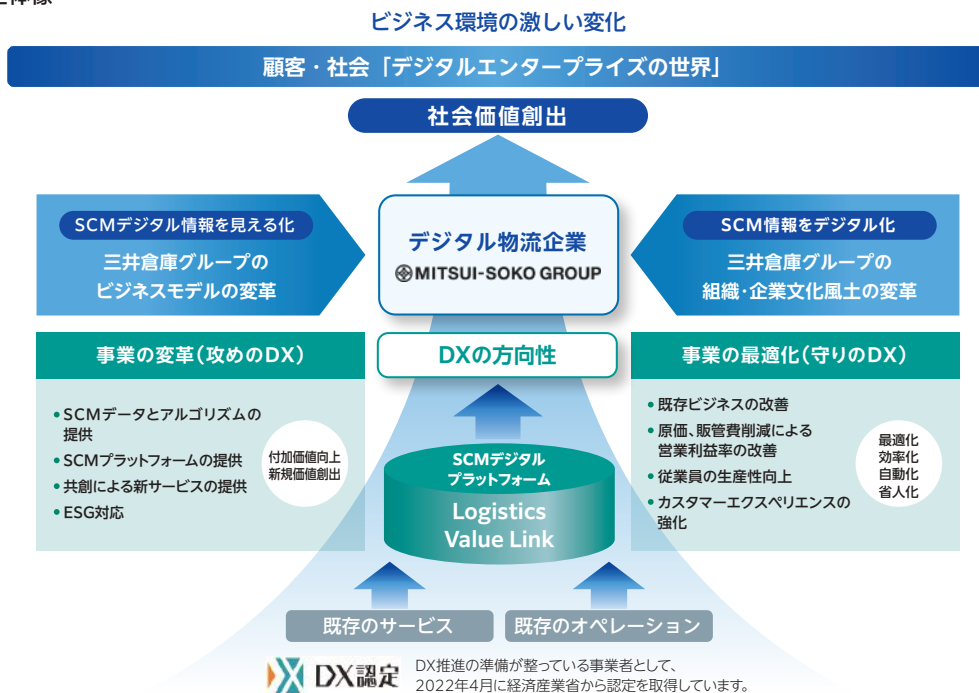 ビジネス環境の激しい変化
顧客・社会「デジタルエンタープライズの世界」
社会価値創出
SCMデジタル情報を見える化
三井倉庫グループの
ビジネスモデルの変革
デジタル物流企業
MITSUI-SOKO GROUP
SCM情報をデジタル化
三井倉庫グループの
組織・企業文化風土の変革
事業の変革(攻めのDX)
•SCMデータとアルゴリズムの
提供
•SCMプラットフォームの提供
•共創による新サービスの提供
•ESG対応
付加価値向上
新規価値創出
DXの方向性
SCMデジタル
プラットフォーム
Logistics
Value Link
事業の最適化(守りのDX)
•既存ビジネスの改善
•原価、販管費削減による
営業利益率の改善
•従業員の生産性向上
•カスタマーエクスペリエンスの
強化
最適化
効率化
自動化
省人化
既存のサービス
既存のオペレーション
DX認定
DX推進の準備が整っている事業者として、
2022年4月に経済産業省から認定を取得しています。